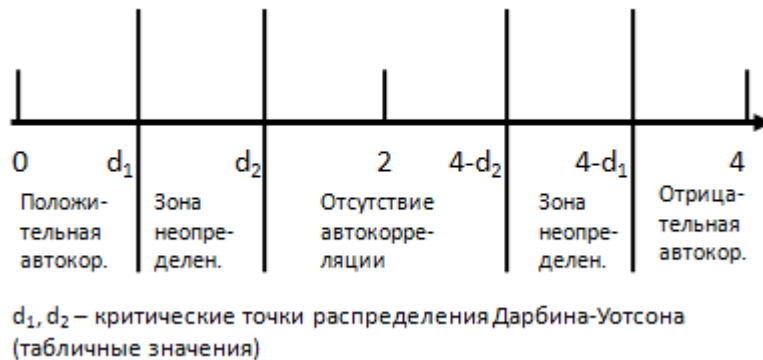 0 d₁ d₂ 2 4-d₂ 4-d₁ 4
Положи-
тельная
автокор.
Зона
неопре-
делен.
Отсутствие
автокорре-
ляции
Зона
неопре-
делен.
Отрица-
тельная
автокор.
d₁, d₂ – критические точки распределения Дарбина-Уотсона
(табличные значения)